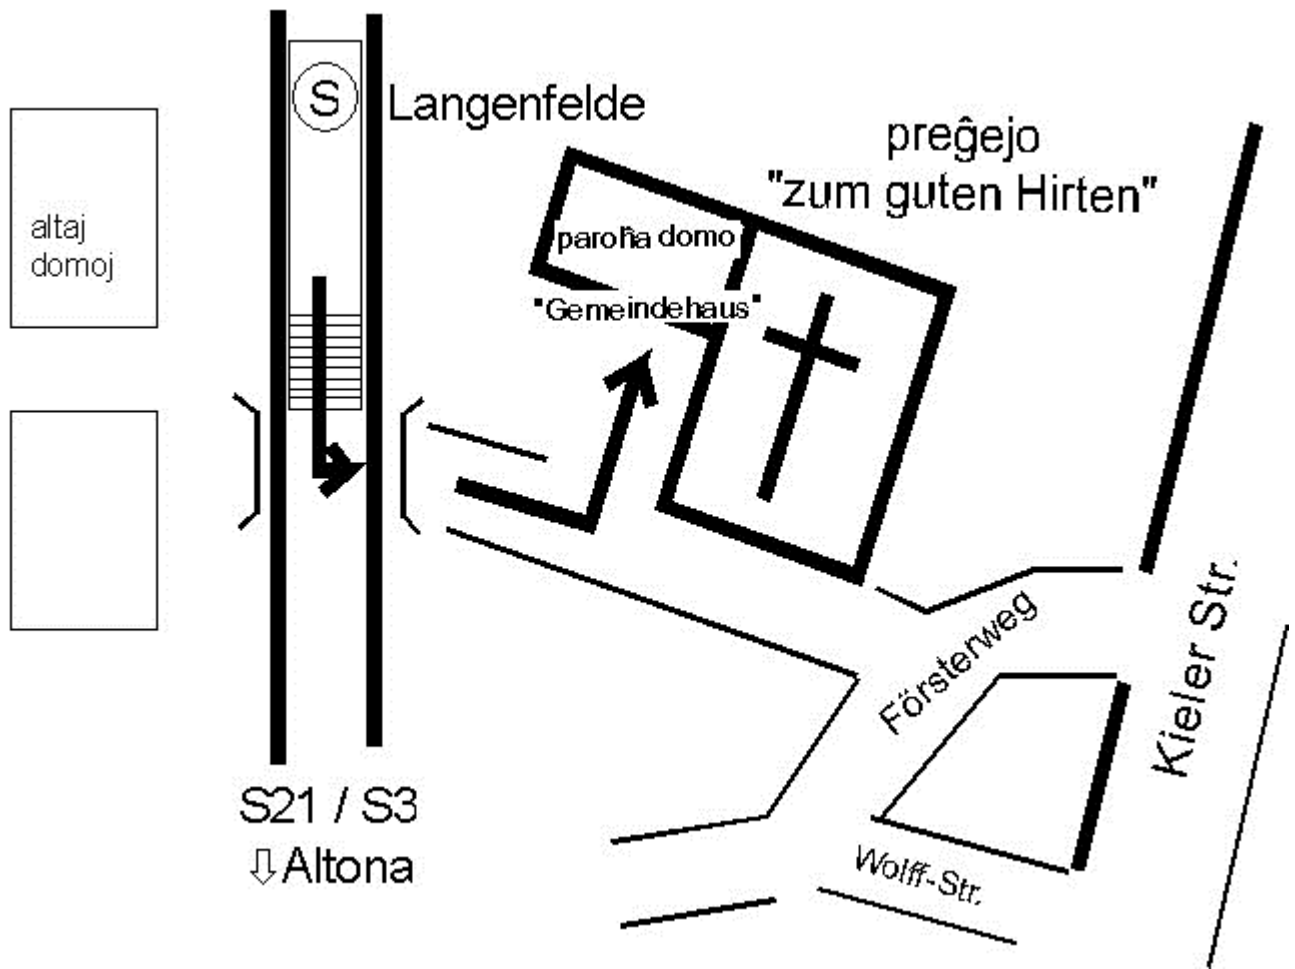 S
Langenfelde
preĝejo
"zum guten Hirten"
altaj
domoj
paroĥa domo
"Gemeindehaus"
Försterweg
Kieler Str.
S21 / S3
⇩Altona
Wolff-Str.